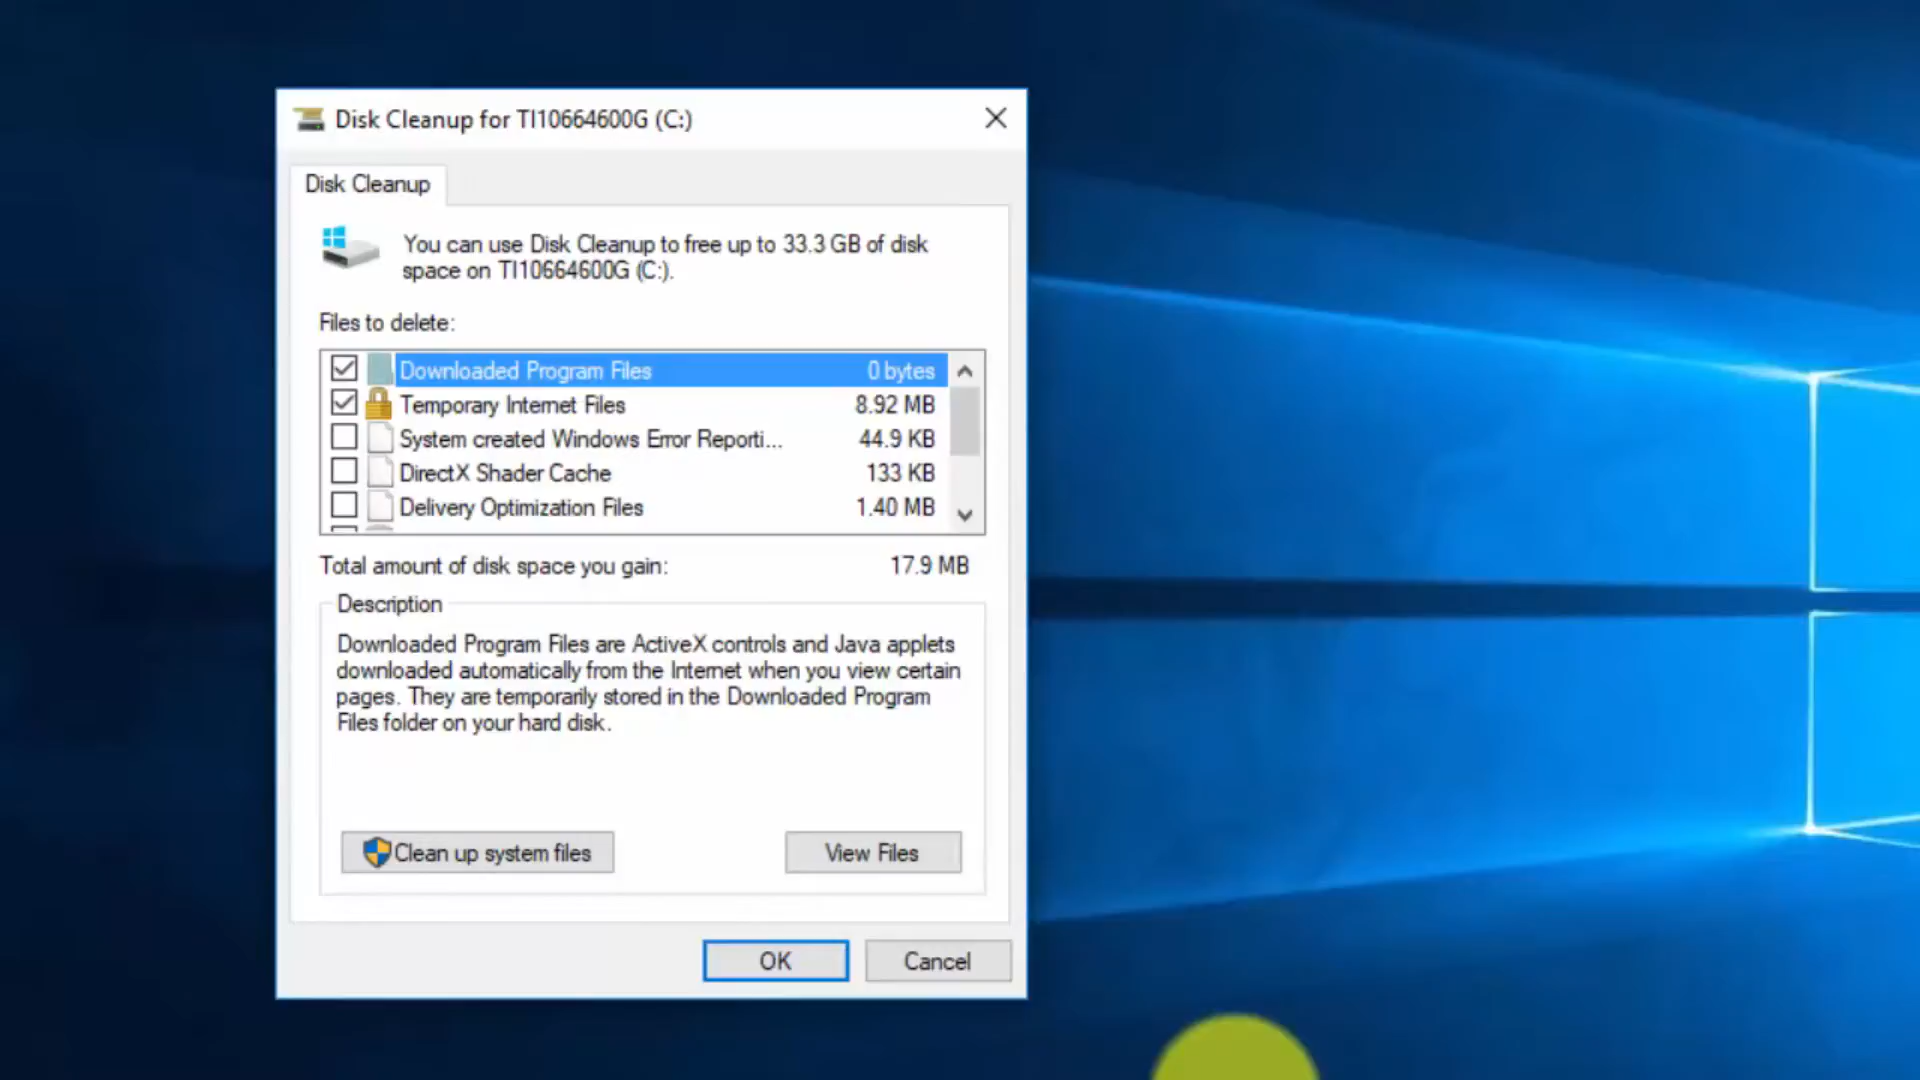 Disk Cleanup for TI10664600G (C:)
Disk Cleanup
You can use Disk Cleanup to free up to 33.3 GB of disk
space on TI10664600G (C:).
Files to delete:
Downloaded Program Files 0 bytes
Temporary Internet Files 8.92 MB
System created Windows Error Reporti... 44.9 KB
DirectX Shader Cache 133 KB
Delivery Optimization Files 1.40 MB
Total amount of disk space you gain: 17.9 MB
Description
Downloaded Program Files are ActiveX controls and Java applets
downloaded automatically from the Internet when you view certain
pages. They are temporarily stored in the Downloaded Program
Files folder on your hard disk.
Clean up system files View Files
OK Cancel